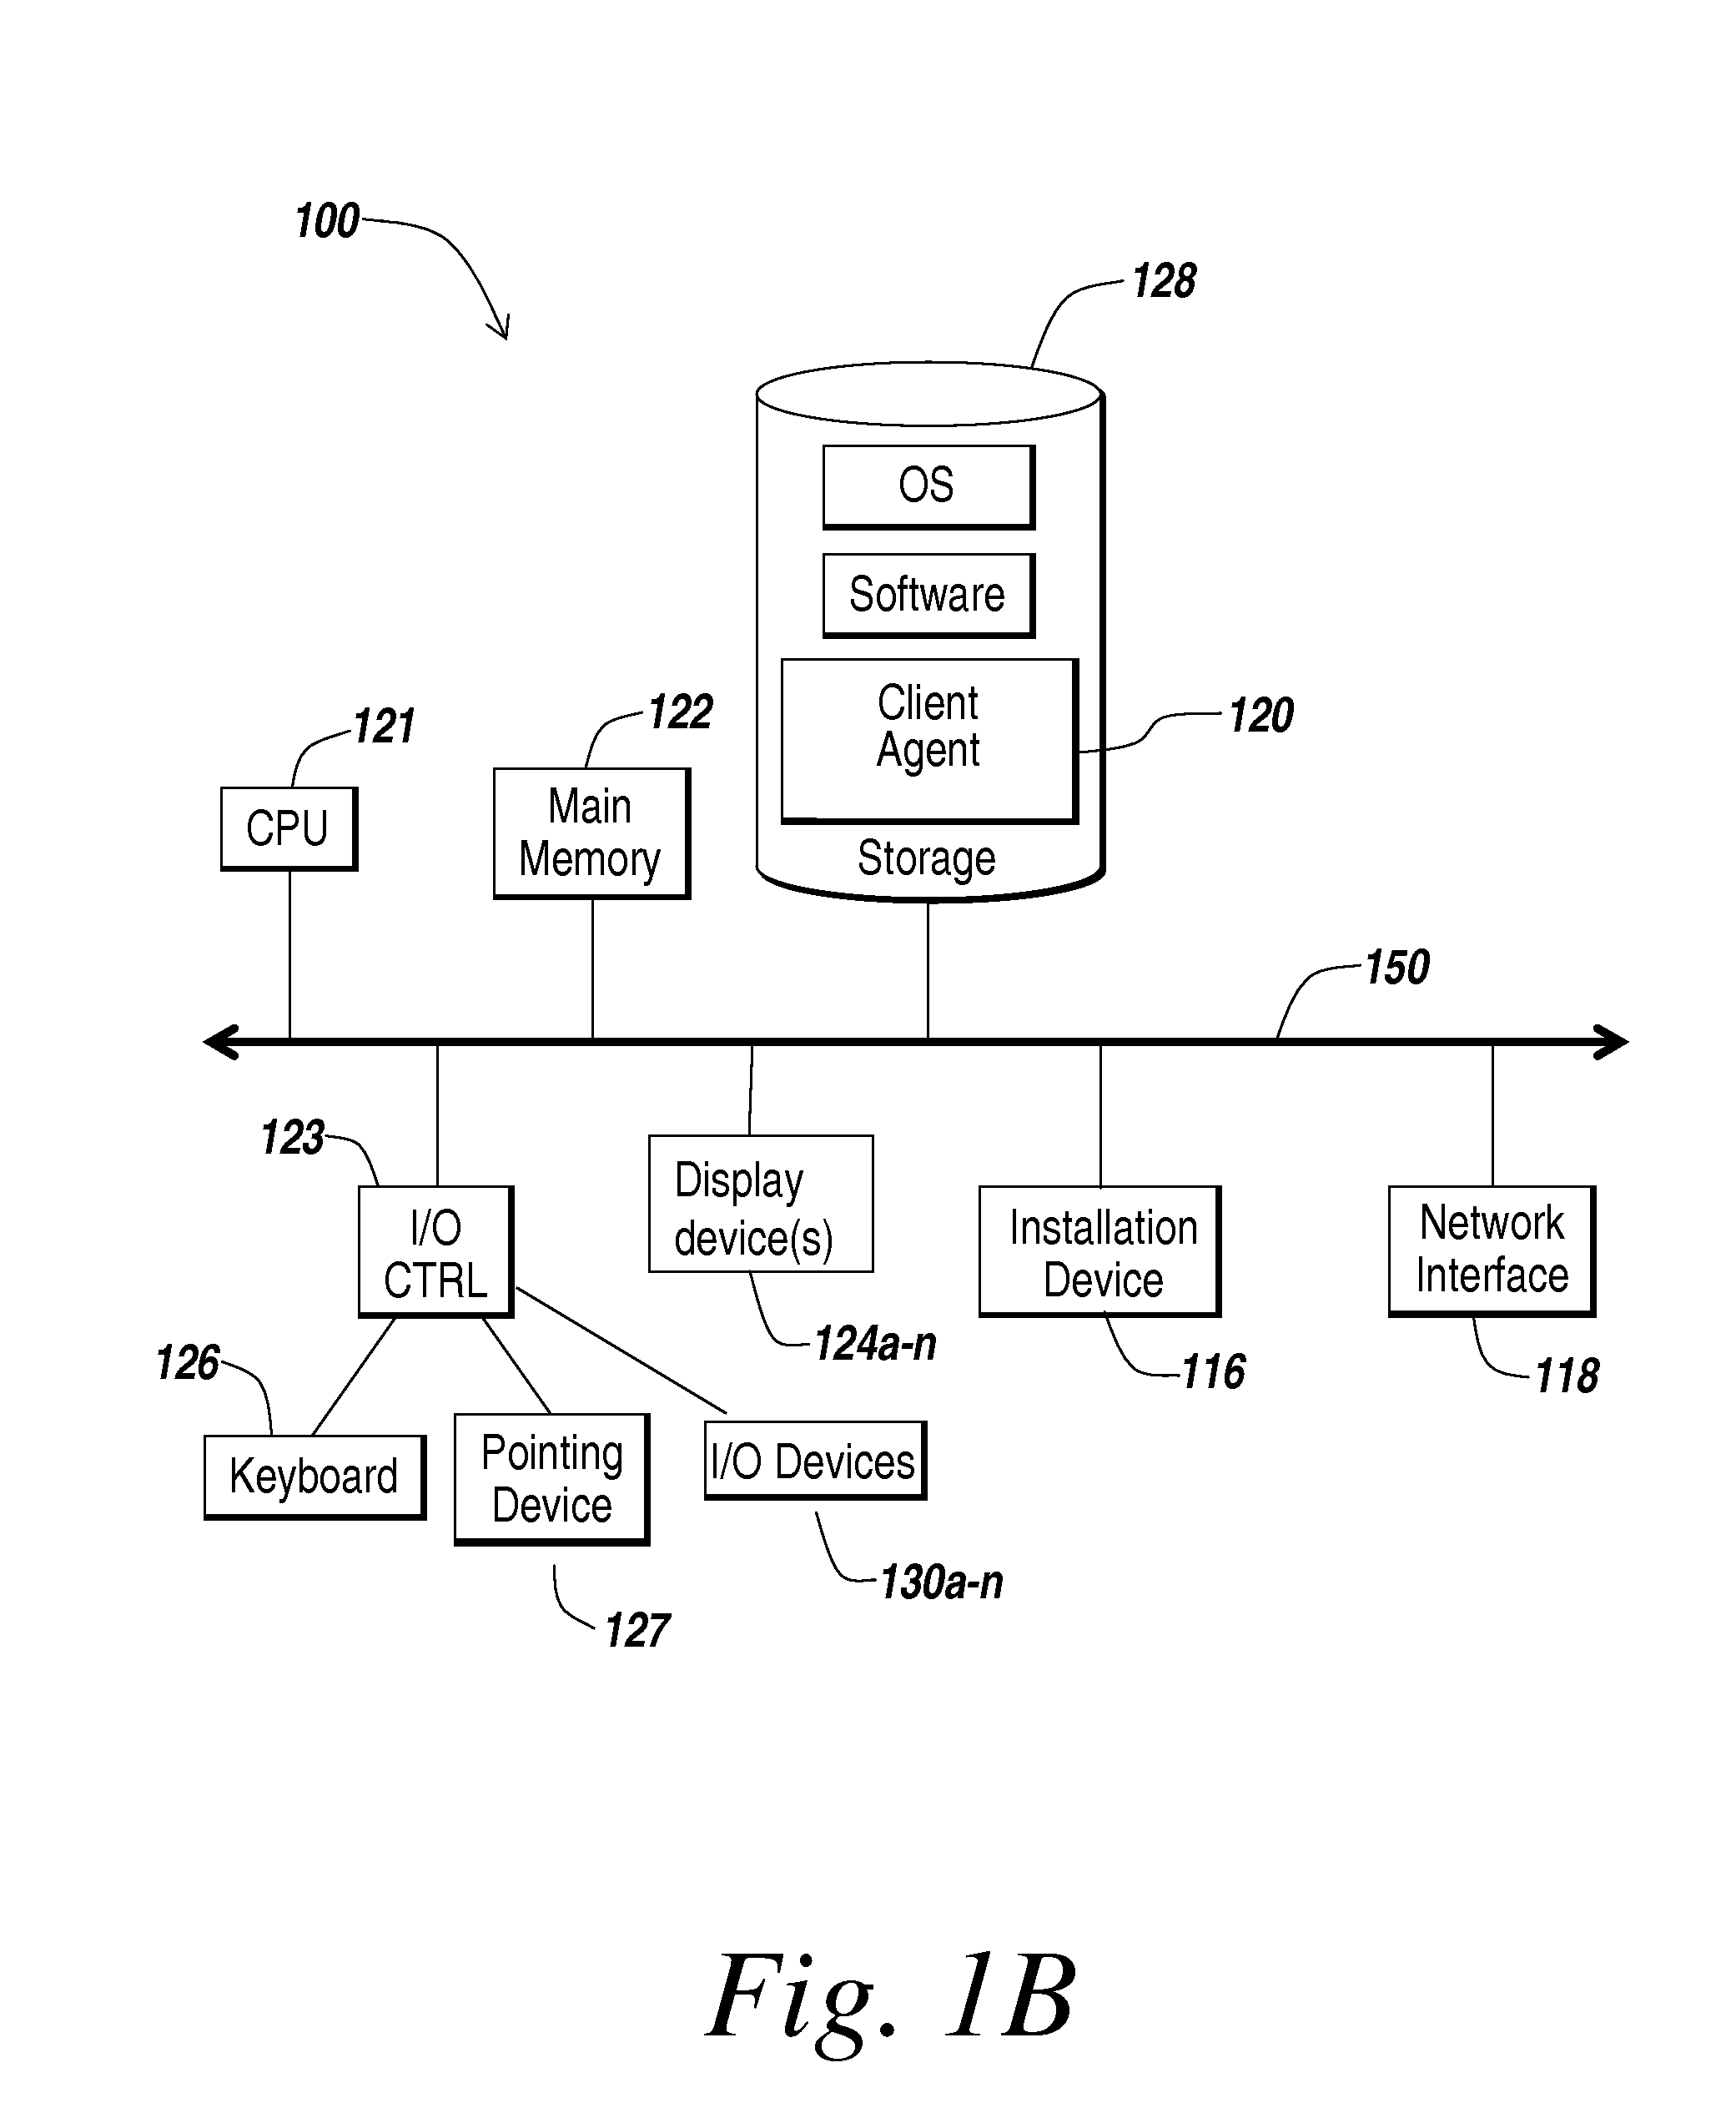 100
128
OS
Software
Client
Agent
120
Storage
121
CPU
122
Main
Memory
150
123
I/O
CTRL
Display
device(s)
124a-n
Installation
Device
116
Network
Interface
118
126
Keyboard
Pointing
Device
127
I/O Devices
130a-n
Fig. 1B